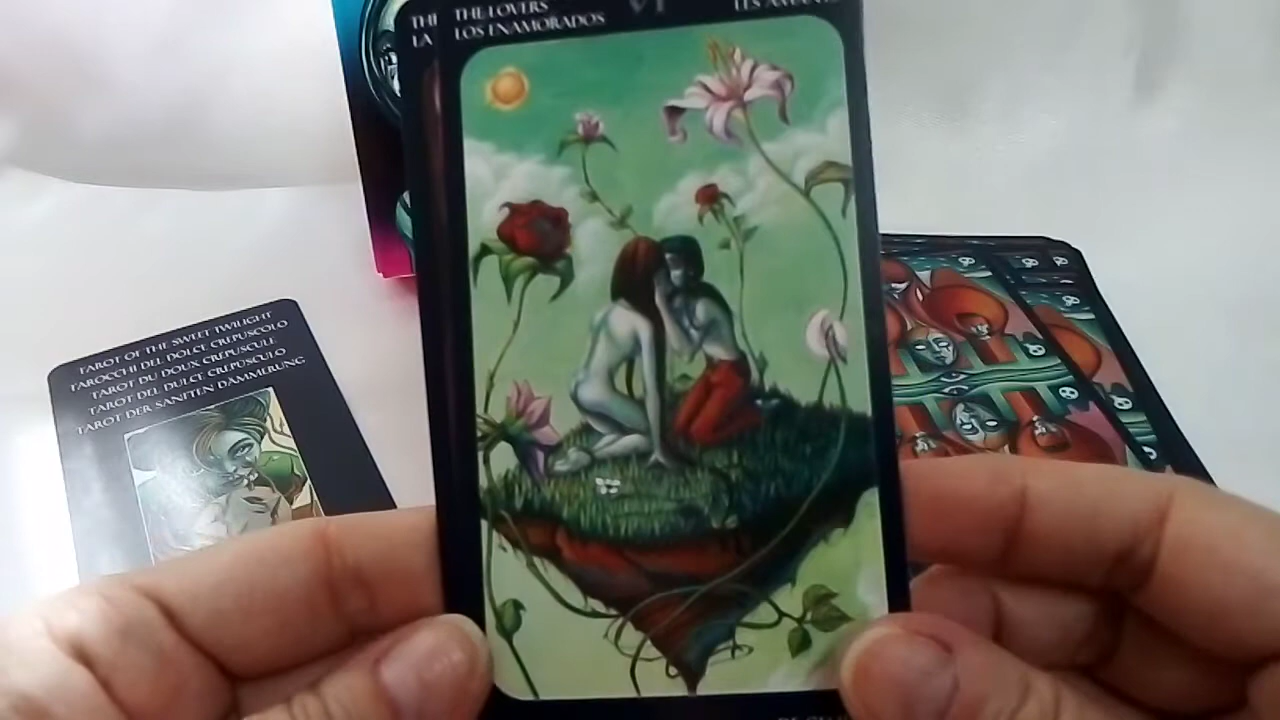 THE LOVERS
LOS ENAMORADOS
VI
LES AMANTS
TAROT OF THE SWEET TWILIGHT
TAROCCHI DEL DOLCE CREPUSCOLO
TAROT DU DOUX CRÉPUSCULE
TAROT DEL DULCE CREPUSCULO
TAROT DER SANFTEN DÄMMERUNG